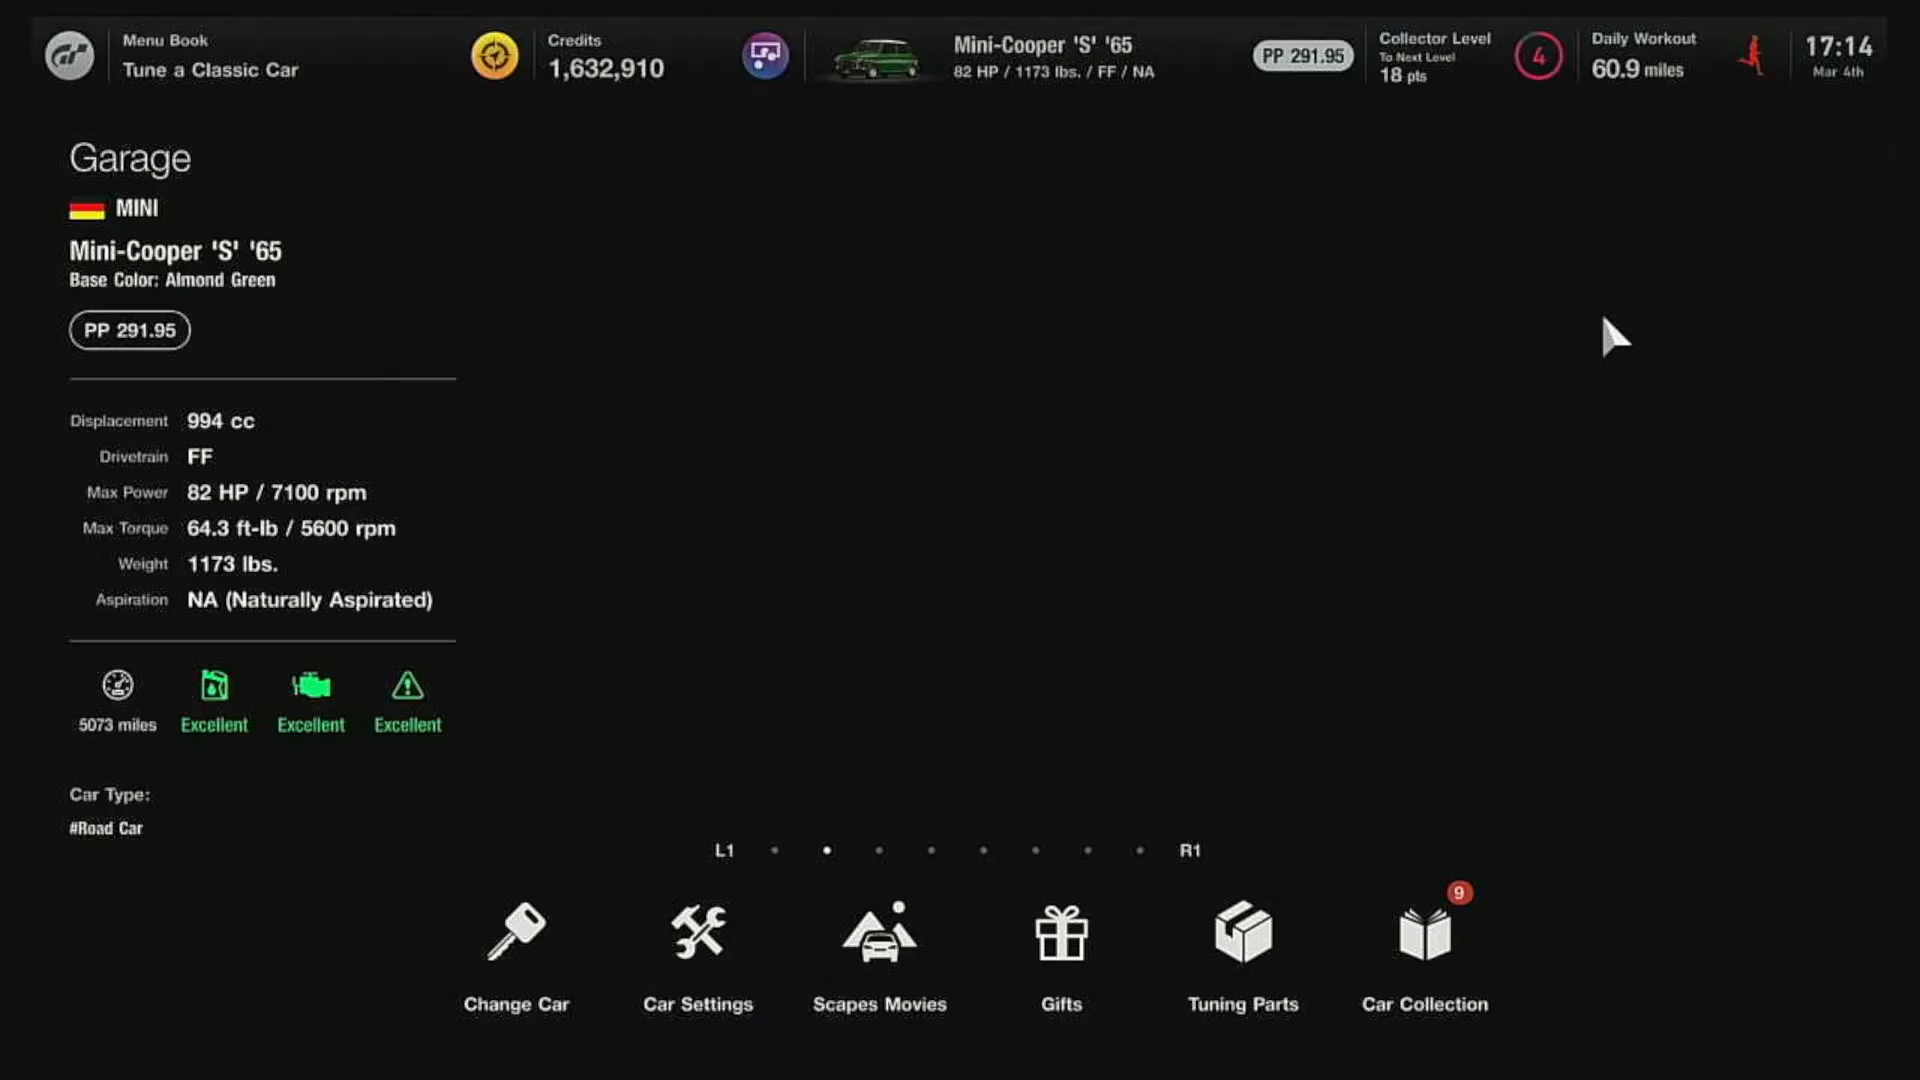 Menu Book
Tune a Classic Car
Credits
1,632,910
Mini-Cooper 'S' '65
82 HP / 1173 lbs. / FF / NA
PP 291.95
Collector Level
To Next Level
18 pts
4
Daily Workout
60.9 miles
17:14
Mar 4th
Garage
MINI
Mini-Cooper 'S' '65
Base Color: Almond Green
PP 291.95
Displacement 994 cc
Drivetrain FF
Max Power 82 HP / 7100 rpm
Max Torque 64.3 ft-lb / 5600 rpm
Weight 1173 lbs.
Aspiration NA (Naturally Aspirated)
5073 miles Excellent Excellent Excellent
Car Type:
#Road Car
L1 R1
9
Change Car Car Settings Scapes Movies Gifts Tuning Parts Car Collection